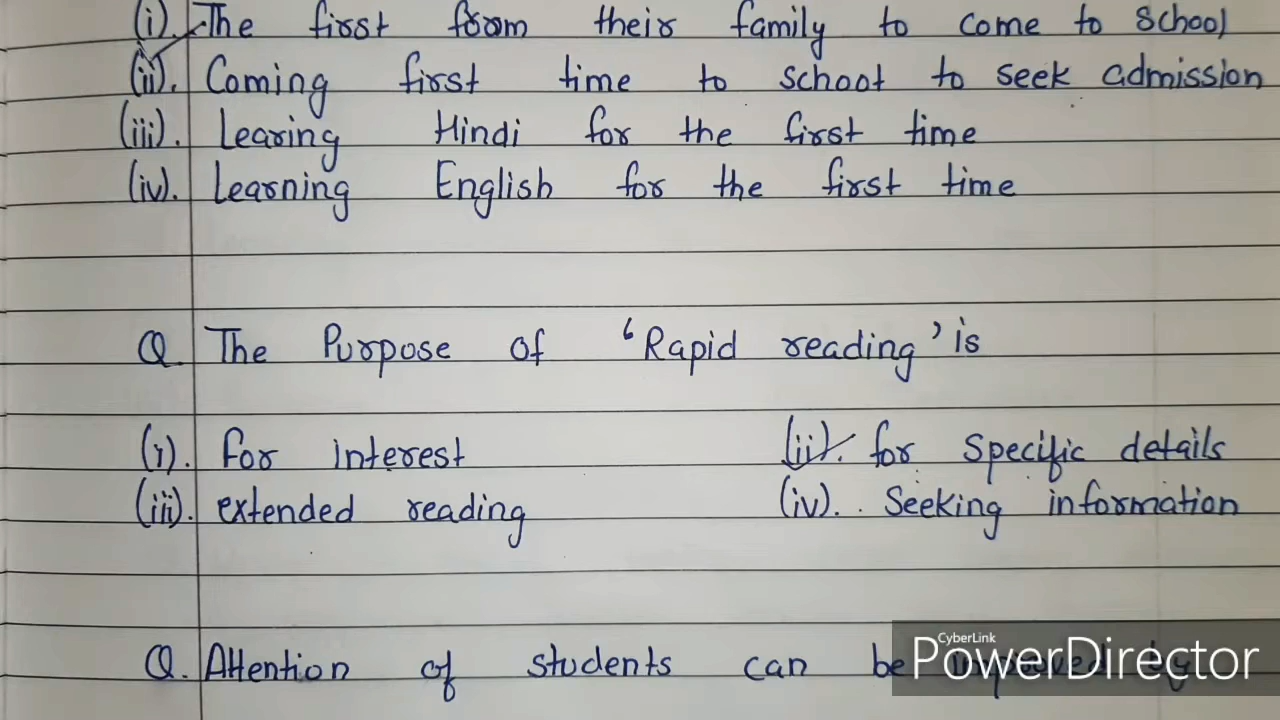 (i). The first from their family to come to school
(ii). Coming first time to school to seek admission
(iii). Learing Hindi for the first time
(iv). Learning English for the first time
Q. The Purpose of 'Rapid reading' is
(i). for interest (ii). for specific details
(iii). extended reading (iv). Seeking information
Q. Attention of students can be improved by
CyberLink
PowerDirector